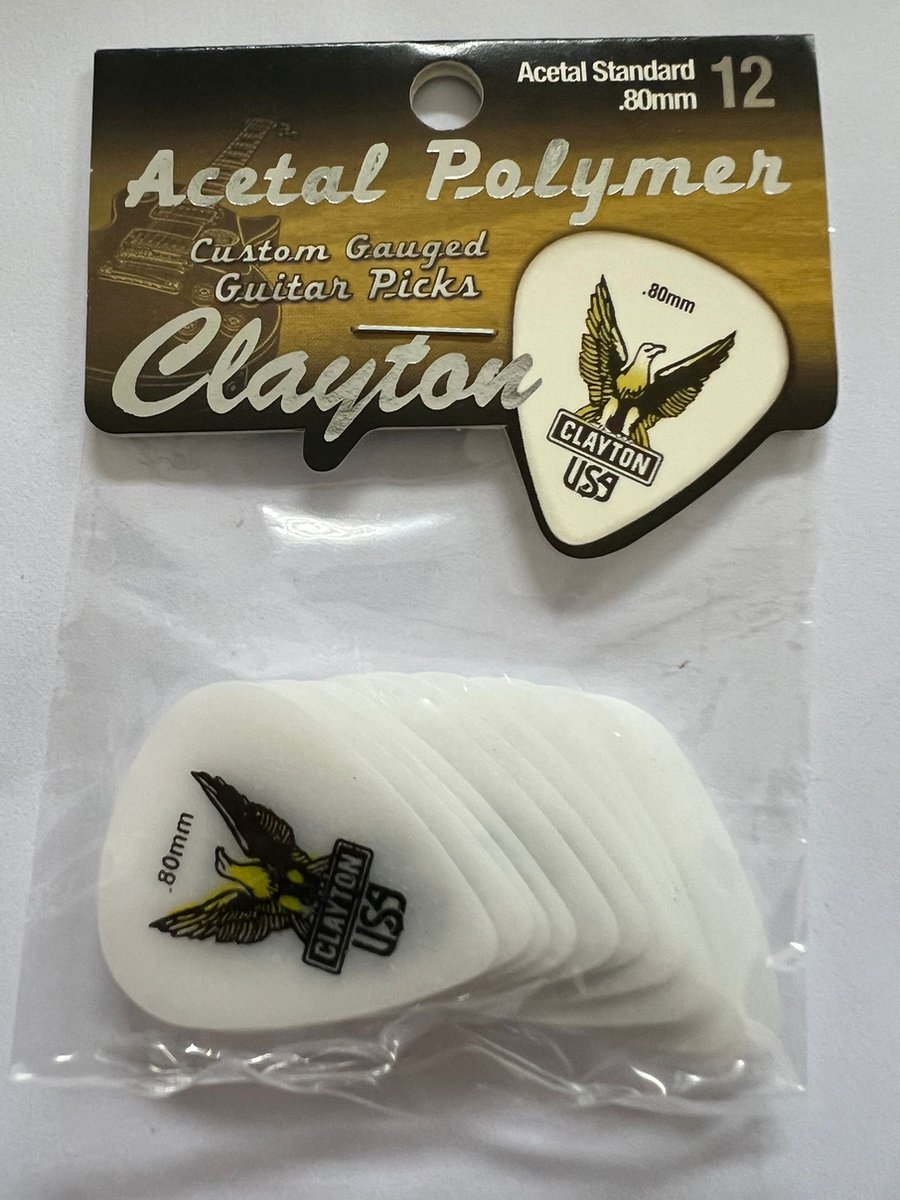 Acetal Standard 12
.80mm
Acetal Polymer
Custom Gauged
Guitar Picks
Clayton
.80mm
CLAYTON
USA
.80mm
CLAYTON
USA